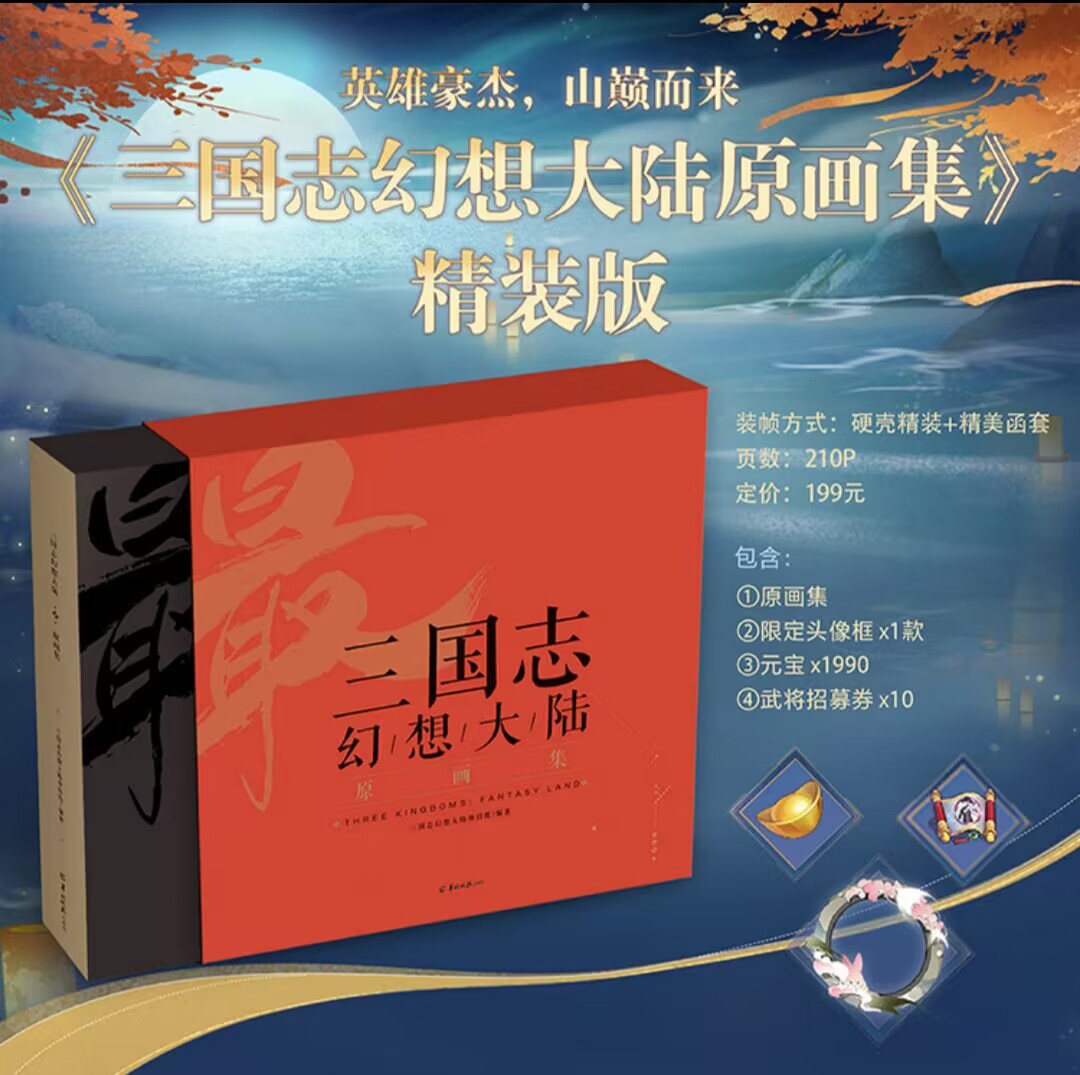 英雄豪杰，山巅而来
《三国志幻想大陆原画集》
精装版
装帧方式：硬壳精装+精美函套
页数：210P
定价：199元
包含：
①原画集
②限定头像框 x1款
③元宝 x1990
④武将招募券 x10
最
三国志
幻/想/大/陆
原画集
THREE KINGDOMS: FANTASY LAND